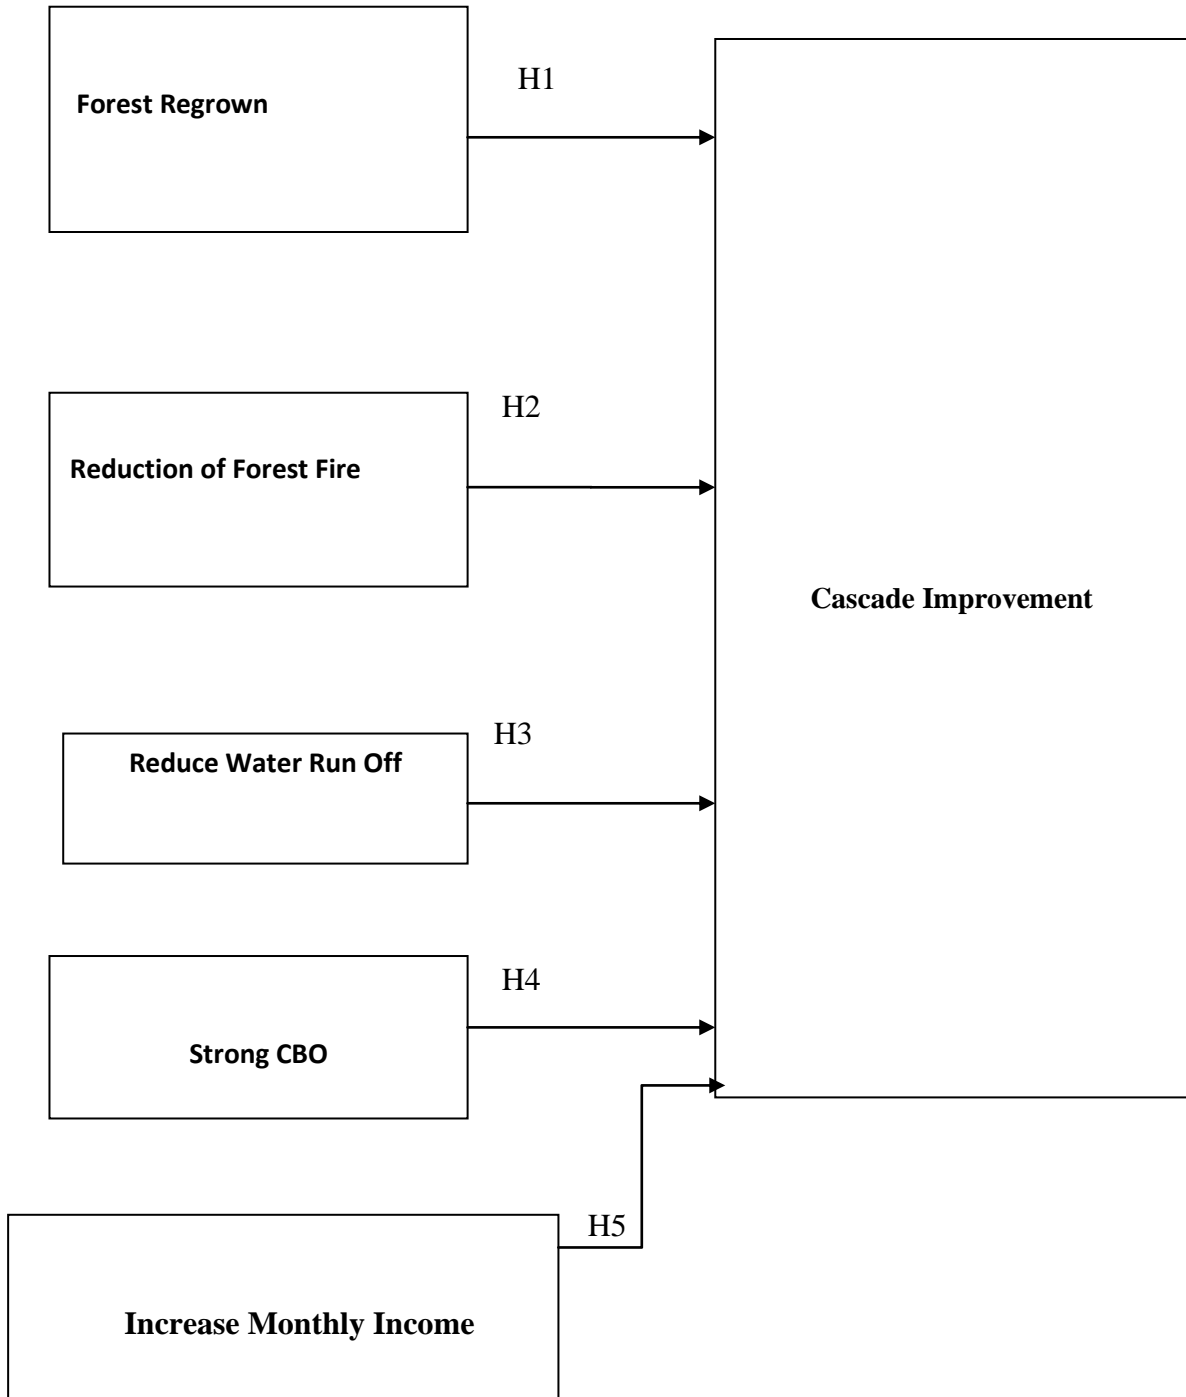 H1
Forest Regrown
H2
Reduction of Forest Fire
Cascade Improvement
H3
Reduce Water Run Off
H4
Strong CBO
H5
Increase Monthly Income